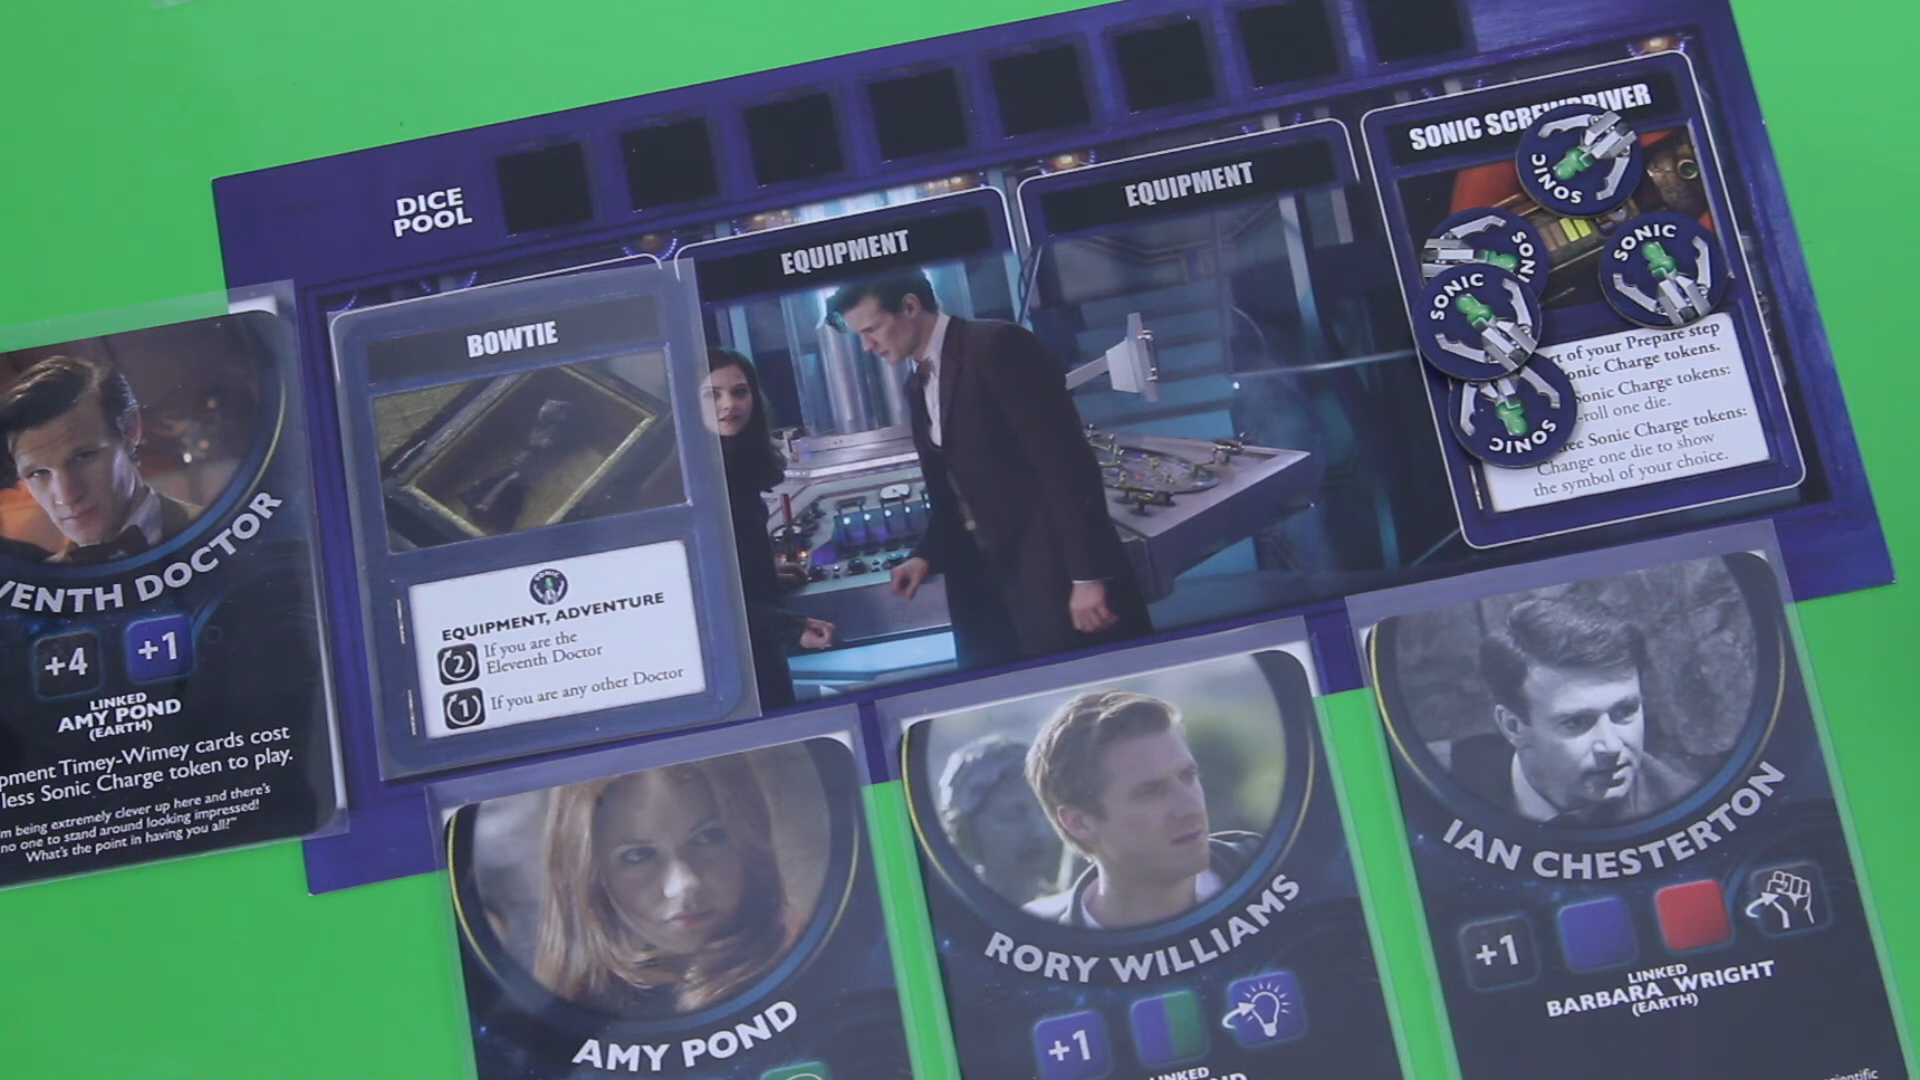 DICE
POOL
EQUIPMENT
EQUIPMENT
SONIC
SONIC
SONIC
SONIC
SONIC
of your Prepare step
Sonic Charge tokens.
Sonic Charge tokens:
-roll one die.
Sonic Charge tokens:
Change one die to show
the symbol of your choice.
BOWTIE
SONIC
EQUIPMENT, ADVENTURE
2 If you are the
Eleventh Doctor
1 If you are any other Doctor
VENTH DOCTOR
+4 +1
LINKED
AMY POND
(EARTH)
pment Timey-Wimey cards cost
less Sonic Charge token to play.
m being extremely clever up here and there's
no one to stand around looking impressed!
What's the point in having you all?"
AMY POND
RORY WILLIAMS
+1
LINKED
IAN CHESTERTON
+1
LINKED
BARBARA WRIGHT
(EARTH)